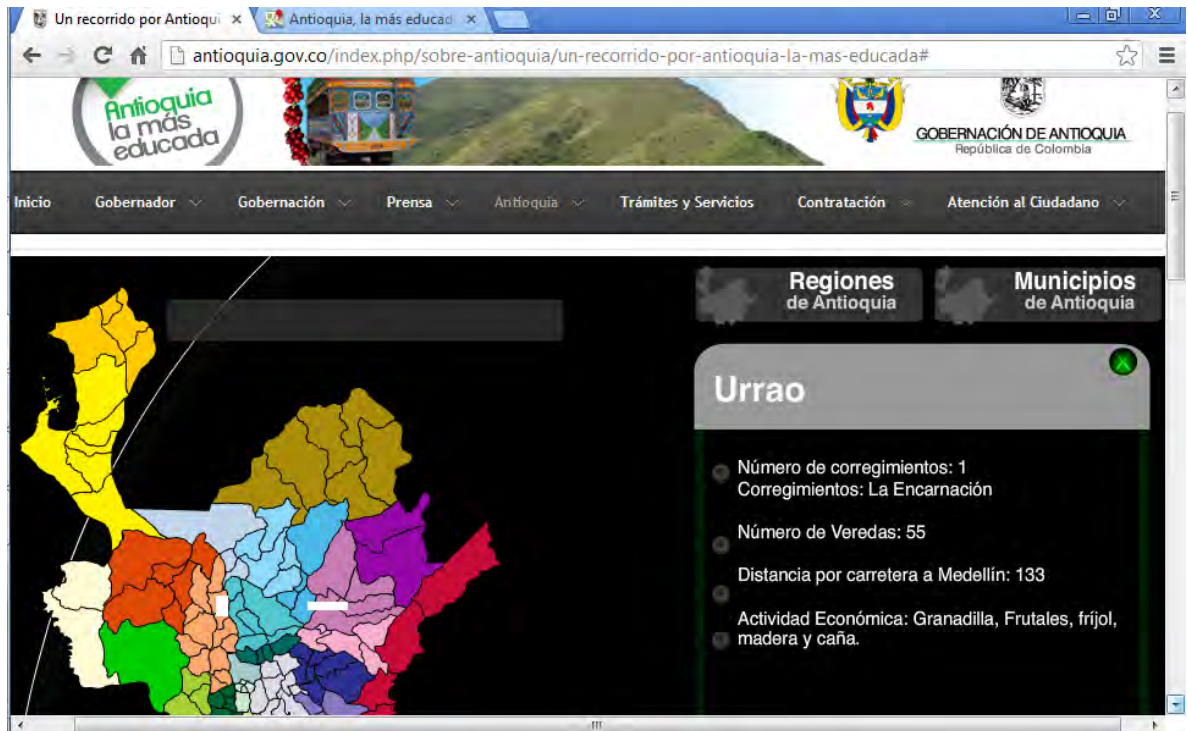 Un recorrido por Antioqui
Antioquia, la más educad
antioquia.gov.co/index.php/sobre-antioquia/un-recorrido-por-antioquia-la-mas-educada#
Antioquia
la más
educada
GOBERNACIÓN DE ANTIOQUIA
República de Colombia
Inicio
Gobernador
Gobernación
Prensa
Antioquia
Trámites y Servicios
Contratación
Atención al Ciudadano
Regiones
de Antioquia
Municipios
de Antioquia
Urrao
Número de corregimientos: 1
Corregimientos: La Encarnación
Número de Veredas: 55
Distancia por carretera a Medellín: 133
Actividad Económica: Granadilla, Frutales, fríjol,
madera y caña.